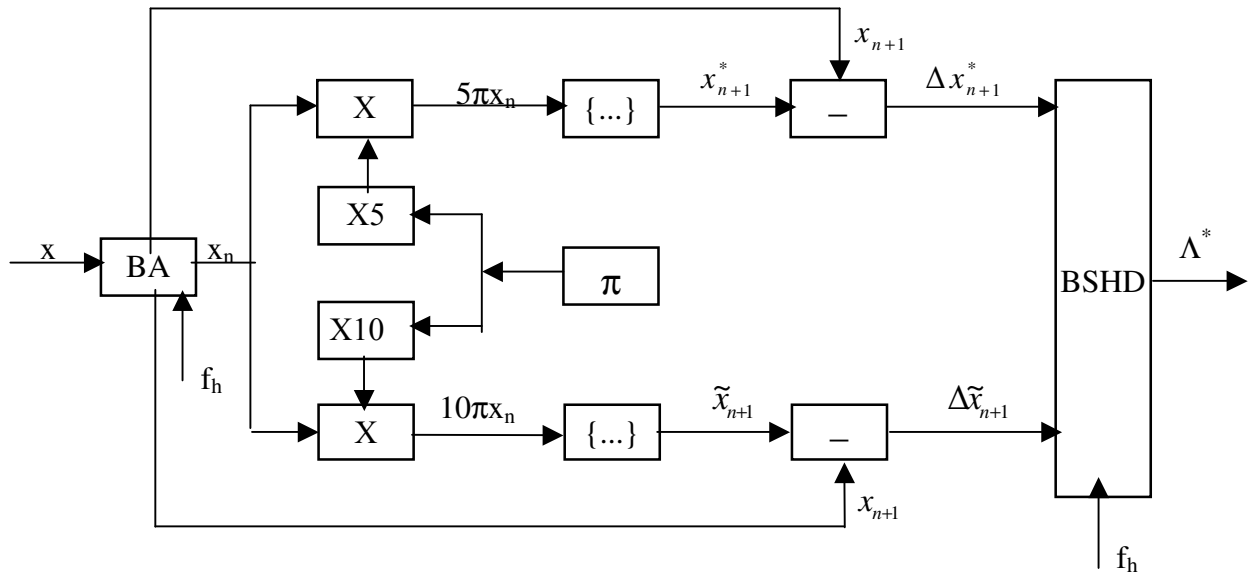 x_{n+1}
5πx_n
x^*_{n+1}
Δx^*_{n+1}
X
{...}
–
X5
x
BA
x_n
π
BSHD
Λ^*
X10
f_h
10πx_n
x̃_{n+1}
Δx̃_{n+1}
X
{...}
–
x_{n+1}
f_h